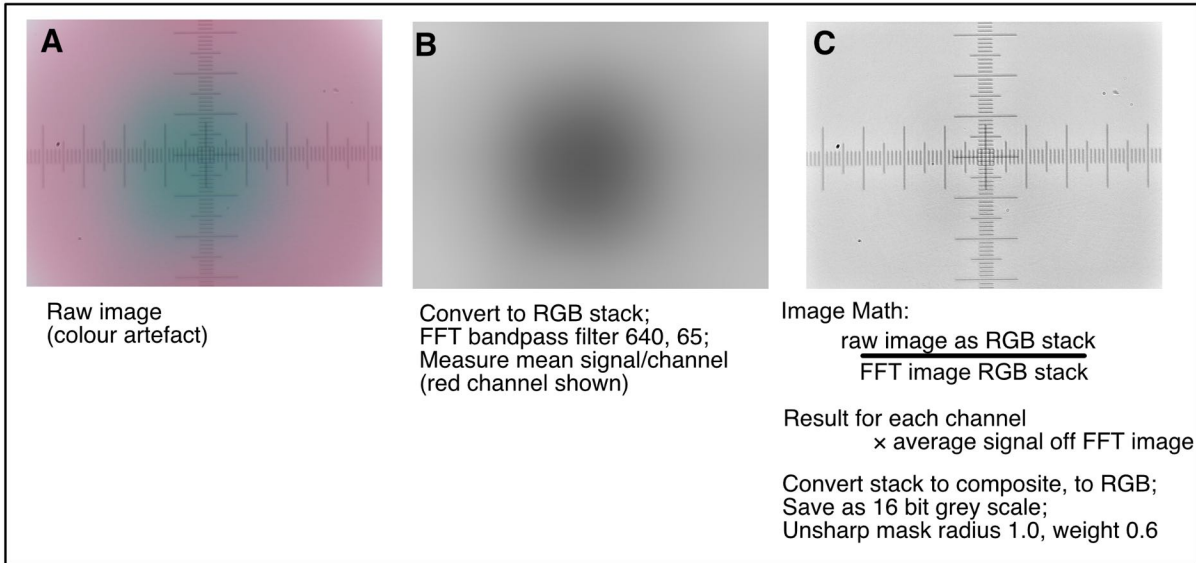 A
Raw image
(colour artefact)
B
Convert to RGB stack;
FFT bandpass filter 640, 65;
Measure mean signal/channel
(red channel shown)
C
Image Math:
raw image as RGB stack
FFT image RGB stack
Result for each channel
× average signal off FFT image
Convert stack to composite, to RGB;
Save as 16 bit grey scale;
Unsharp mask radius 1.0, weight 0.6